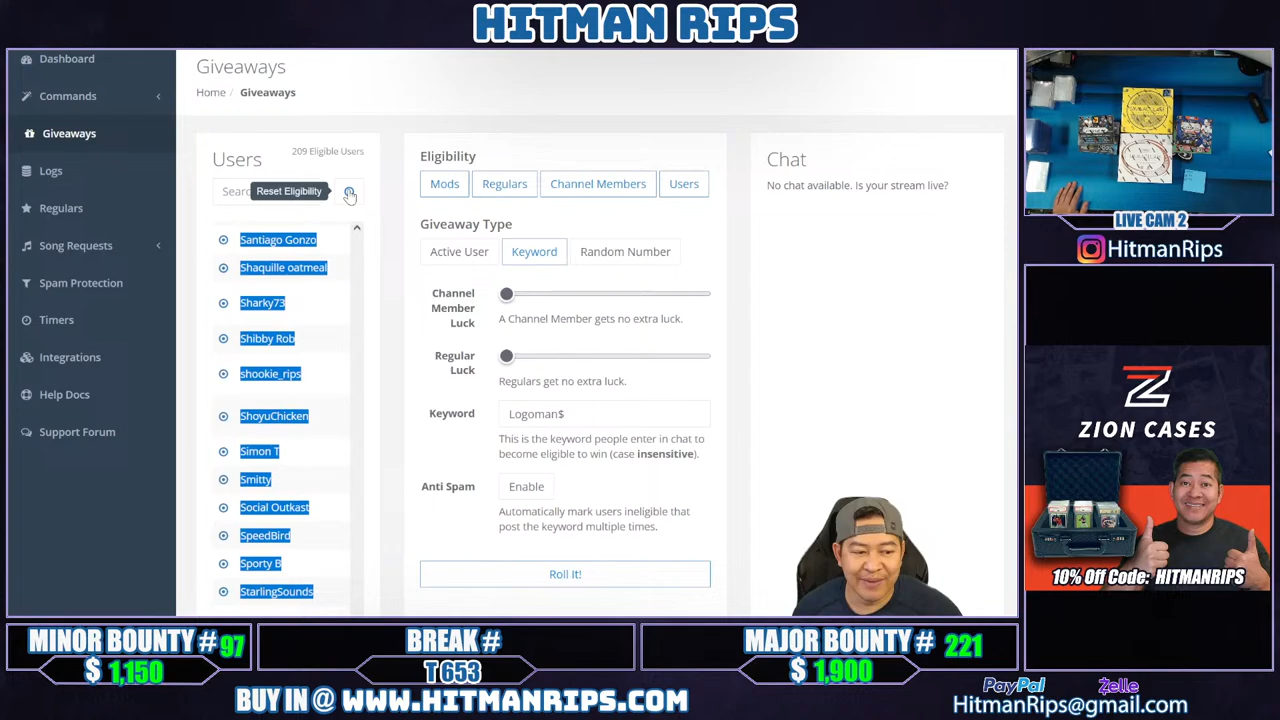 HITMAN RIPS
Dashboard
Commands
Giveaways
Logs
Regulars
Song Requests
Spam Protection
Timers
Integrations
Help Docs
Support Forum
Giveaways
Home / Giveaways
Users
209 Eligible Users
Sear
Reset Eligibility
Santiago Gonzo
Shaquille oatmeal
Sharky73
Shibby Rob
shookie_rips
ShoyuChicken
Simon T
Smitty
Social Outkast
SpeedBird
Sporty B
StarlingSounds
Eligibility
Mods
Regulars
Channel Members
Users
Giveaway Type
Active User
Keyword
Random Number
Channel
Member
Luck
A Channel Member gets no extra luck.
Regular
Luck
Regulars get no extra luck.
Keyword
Logoman$
This is the keyword people enter in chat to
become eligible to win (case insensitive).
Anti Spam
Enable
Automatically mark users ineligible that
post the keyword multiple times.
Roll It!
Chat
No chat available. Is your stream live?
LIVE CAM 2
HitmanRips
ZION CASES
10% Off Code: HITMANRIPS
MINOR BOUNTY # 97
$ 1,150
BREAK #
T 653
MAJOR BOUNTY # 221
$ 1,900
BUY IN @ WWW.HITMANRIPS.COM
PayPal
Zelle
HitmanRips@gmail.com